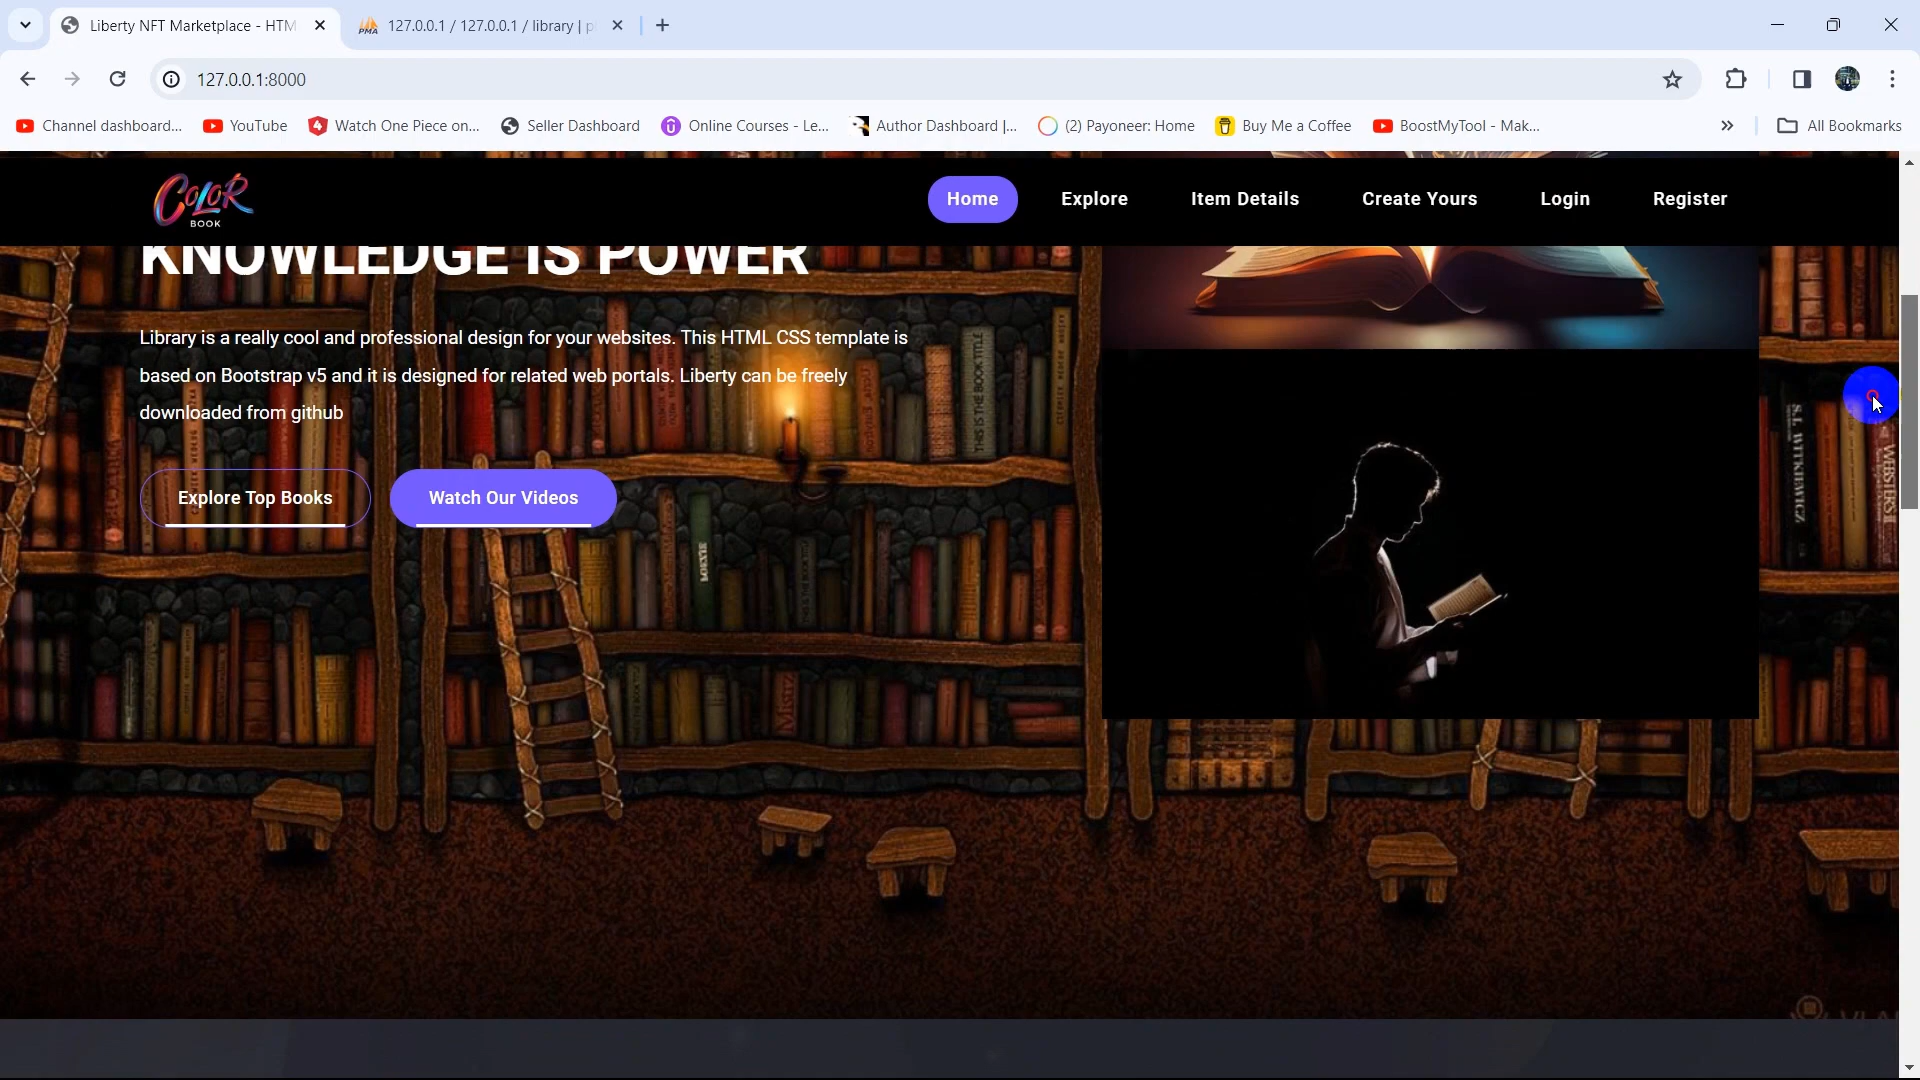 Liberty NFT Marketplace - HTM
127.0.0.1 / 127.0.0.1 / library | p
127.0.0.1:8000
Channel dashboard...
YouTube
Watch One Piece on...
Seller Dashboard
Online Courses - Le...
Author Dashboard |...
(2) Payoneer: Home
Buy Me a Coffee
BoostMyTool - Mak...
All Bookmarks
COLOR
BOOK
Home
Explore
Item Details
Create Yours
Login
Register
KNOWLEDGE IS POWER
Library is a really cool and professional design for your websites. This HTML CSS template is
based on Bootstrap v5 and it is designed for related web portals. Liberty can be freely
downloaded from github
Explore Top Books
Watch Our Videos
THIS IS THE BOOK TITLE